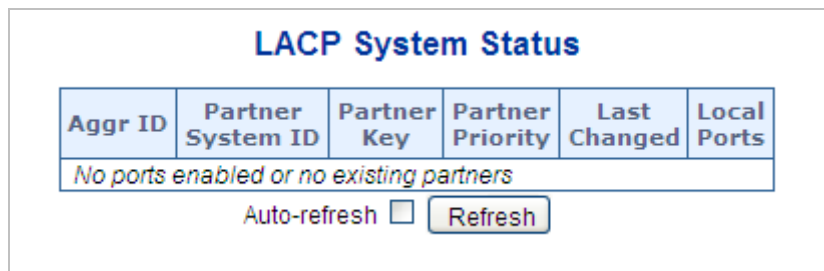 LACP System Status
Aggr ID Partner System ID Partner Key Partner Priority Last Changed Local Ports
No ports enabled or no existing partners
Auto-refresh Refresh